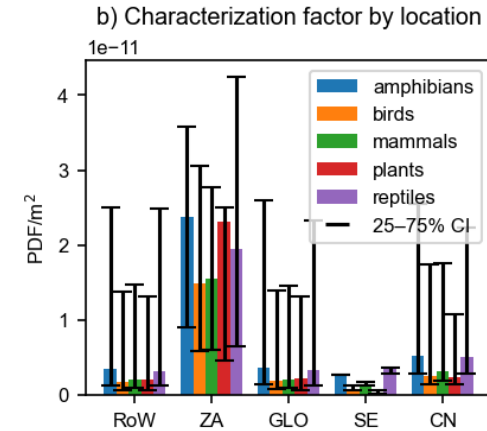 b) Characterization factor by location
1e−11
PDF/m²
4
3
2
1
0
amphibians
birds
mammals
plants
reptiles
25–75% CI
RoW ZA GLO SE CN